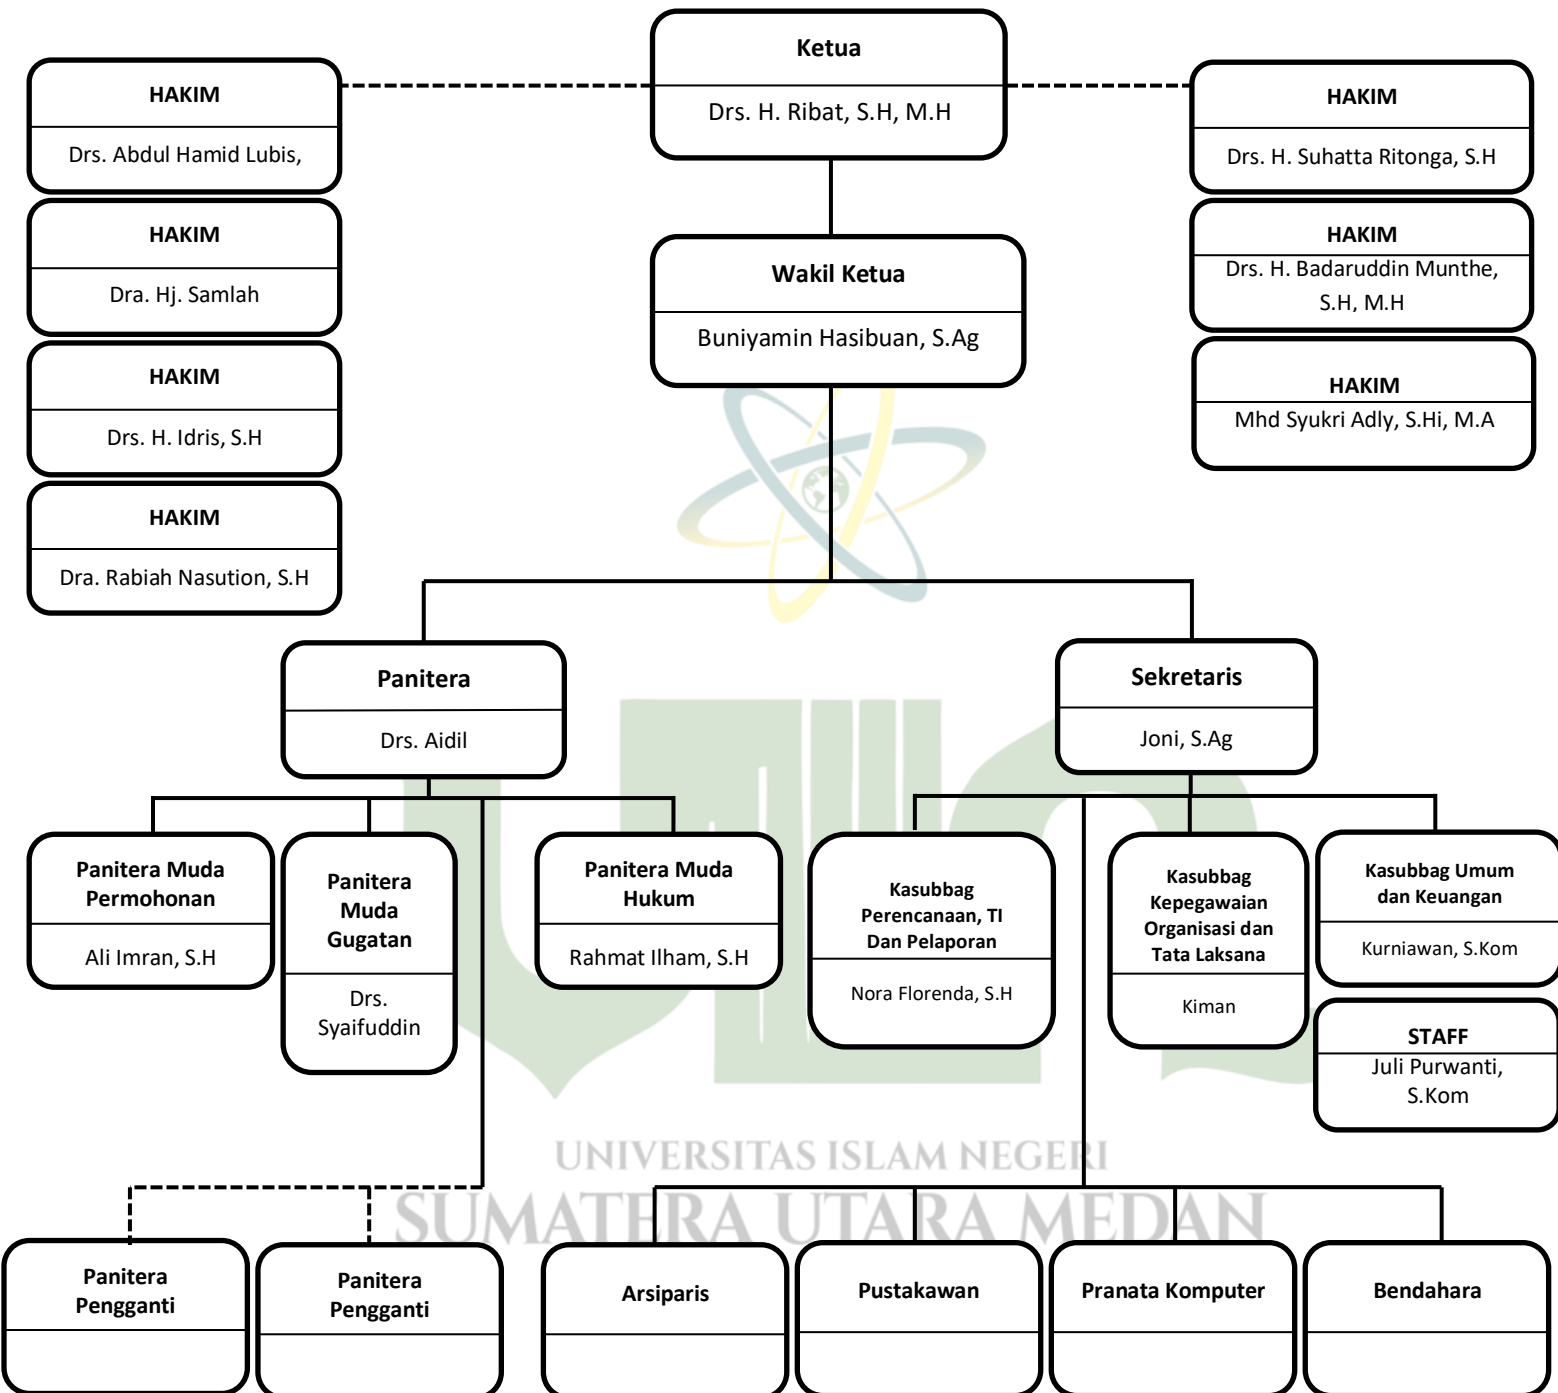 Ketua
Drs. H. Ribat, S.H, M.H
HAKIM
Drs. Abdul Hamid Lubis,
HAKIM
Dra. Hj. Samlah
HAKIM
Drs. H. Idris, S.H
HAKIM
Dra. Rabiah Nasution, S.H
HAKIM
Drs. H. Suhatta Ritonga, S.H
HAKIM
Drs. H. Badaruddin Munthe,
S.H, M.H
HAKIM
Mhd Syukri Adly, S.Hi, M.A
Wakil Ketua
Buniyamin Hasibuan, S.Ag
Panitera
Drs. Aidil
Sekretaris
Joni, S.Ag
Panitera Muda
Permohonan
Ali Imran, S.H
Panitera
Muda
Gugatan
Drs.
Syaifuddin
Panitera Muda
Hukum
Rahmat Ilham, S.H
Kasubbag
Perencanaan, TI
Dan Pelaporan
Nora Florenda, S.H
Kasubbag
Kepegawaian
Organisasi dan
Tata Laksana
Kiman
Kasubbag Umum
dan Keuangan
Kurniawan, S.Kom
STAFF
Juli Purwanti,
S.Kom
UNIVERSITAS ISLAM NEGERI
SUMATERA UTARA MEDAN
Panitera
Pengganti
Panitera
Pengganti
Arsiparis
Pustakawan
Pranata Komputer
Bendahara